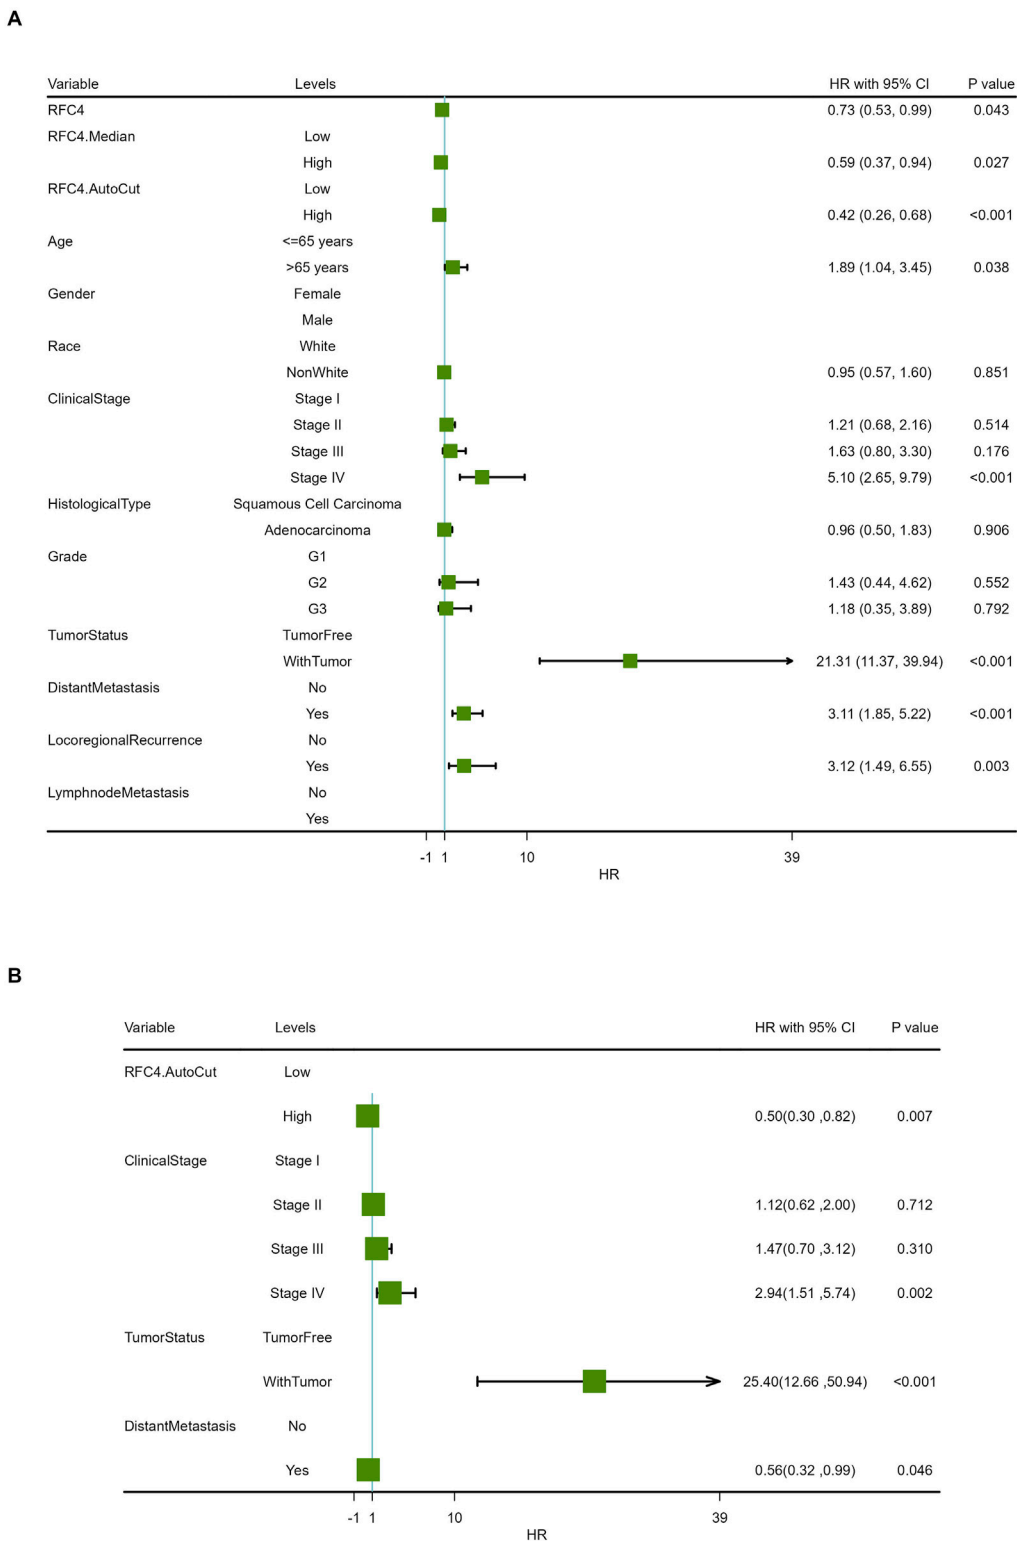 A
Variable Levels HR with 95% CI P value
RFC4 0.73 (0.53, 0.99) 0.043
RFC4.Median Low
High 0.59 (0.37, 0.94) 0.027
RFC4.AutoCut Low
High 0.42 (0.26, 0.68) <0.001
Age <=65 years
>65 years 1.89 (1.04, 3.45) 0.038
Gender Female
Male
Race White
NonWhite 0.95 (0.57, 1.60) 0.851
ClinicalStage Stage I
Stage II 1.21 (0.68, 2.16) 0.514
Stage III 1.63 (0.80, 3.30) 0.176
Stage IV 5.10 (2.65, 9.79) <0.001
HistologicalType Squamous Cell Carcinoma
Adenocarcinoma 0.96 (0.50, 1.83) 0.906
Grade G1
G2 1.43 (0.44, 4.62) 0.552
G3 1.18 (0.35, 3.89) 0.792
TumorStatus TumorFree
WithTumor 21.31 (11.37, 39.94) <0.001
DistantMetastasis No
Yes 3.11 (1.85, 5.22) <0.001
LocoregionalRecurrence No
Yes 3.12 (1.49, 6.55) 0.003
LymphnodeMetastasis No
Yes
-1 1 10 39
HR
B
Variable Levels HR with 95% CI P value
RFC4.AutoCut Low
High 0.50(0.30 ,0.82) 0.007
ClinicalStage Stage I
Stage II 1.12(0.62 ,2.00) 0.712
Stage III 1.47(0.70 ,3.12) 0.310
Stage IV 2.94(1.51 ,5.74) 0.002
TumorStatus TumorFree
WithTumor 25.40(12.66 ,50.94) <0.001
DistantMetastasis No
Yes 0.56(0.32 ,0.99) 0.046
-1 1 10 39
HR